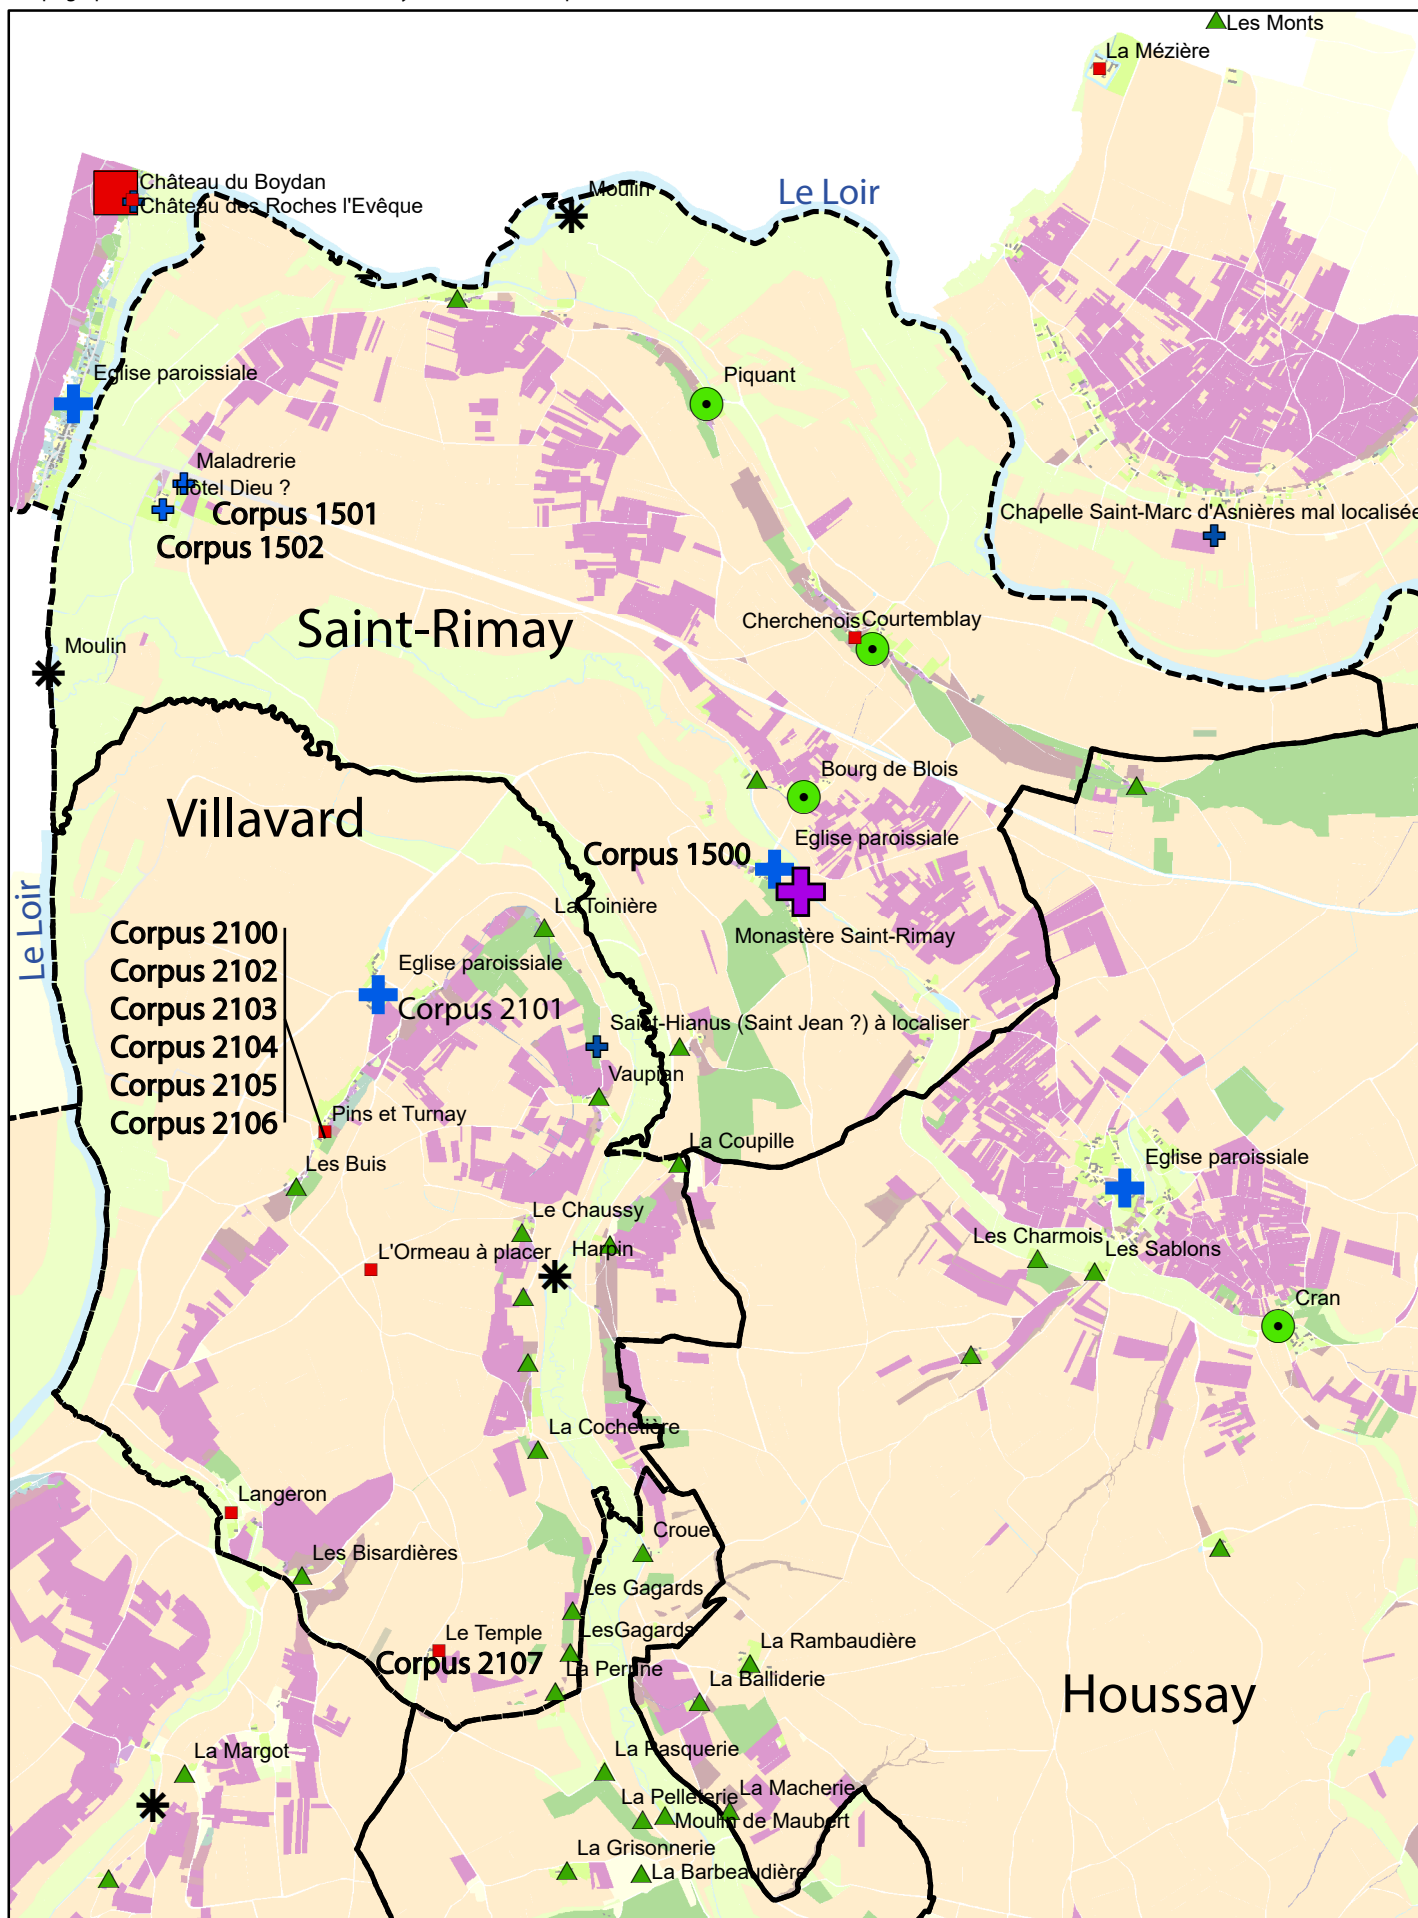 Les Monts
La Mézière
Château du Boydan
Château des Roches l'Evêque
Moulin
Le Loir
Eglise paroissiale
Piquant
Maladrerie
Hôtel Dieu ?
Corpus 1501
Corpus 1502
Chapelle Saint-Marc d'Asnières mal localisée
Saint-Rimay
Cherchenois
Courtemblay
Moulin
Bourg de Blois
Villavard
Eglise paroissiale
Corpus 1500
Le Loir
La Toinière
Monastère Saint-Rimay
Corpus 2100
Corpus 2102
Corpus 2103
Corpus 2104
Corpus 2105
Corpus 2106
Eglise paroissiale
Corpus 2101
Saint-Hianus (Saint Jean ?) à localiser
Vaupian
Pins et Turnay
La Coupille
Les Buis
Eglise paroissiale
Le Chaussy
L'Ormeau à placer
Harpin
Les Charmois
Les Sablons
Cran
La Cochetière
Langeron
Crouet
Les Bisardières
Les Gagards
Le Temple
LesGagards
Corpus 2107
La Perrine
La Rambaudière
La Balliderie
Houssay
La Margot
La Pasquerie
La Pelleterie
La Macherie
Moulin de Maubert
La Grisonnerie
La Barbeaudière